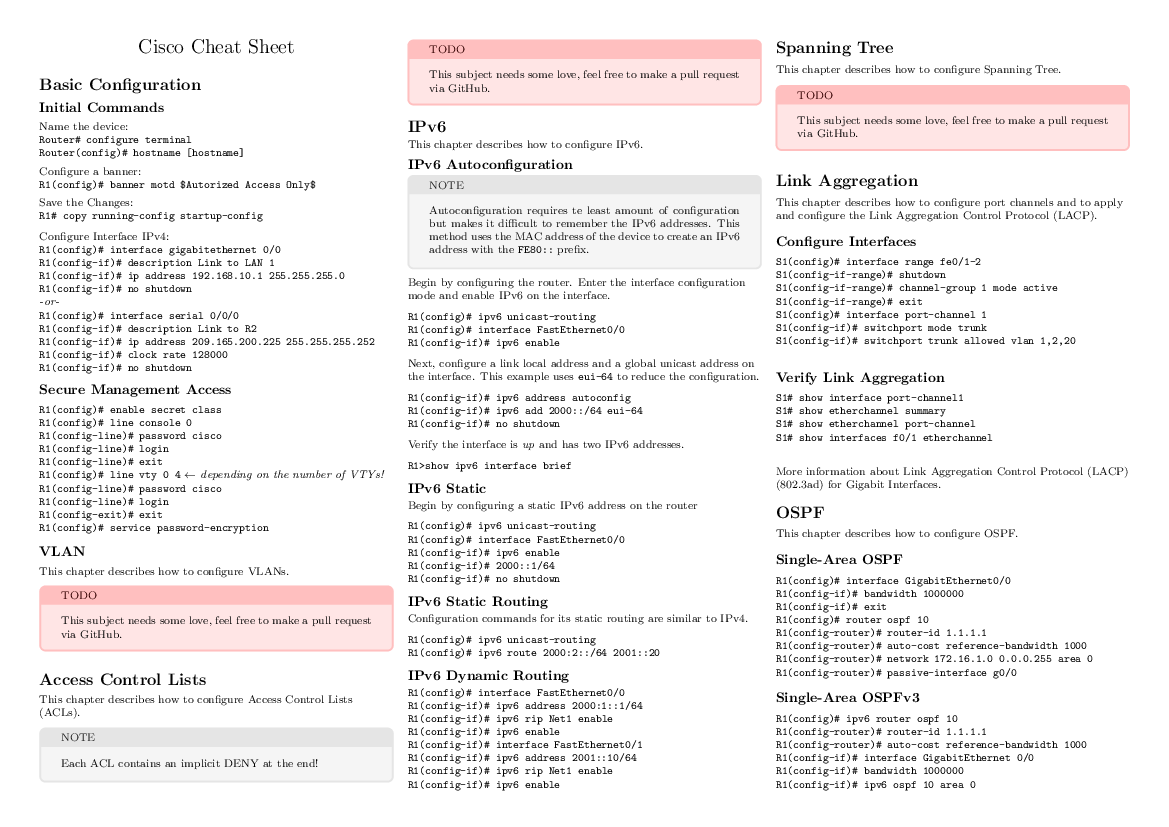 Cisco Cheat Sheet
Basic Configuration
Initial Commands
Name the device:
Router# configure terminal
Router(config)# hostname [hostname]
Configure a banner:
R1(config)# banner motd $Autorized Access Only$
Save the Changes:
R1# copy running-config startup-config
Configure Interface IPv4:
R1(config)# interface gigabitethernet 0/0
R1(config-if)# description Link to LAN 1
R1(config-if)# ip address 192.168.10.1 255.255.255.0
R1(config-if)# no shutdown
-or-
R1(config)# interface serial 0/0/0
R1(config-if)# description Link to R2
R1(config-if)# ip address 209.165.200.225 255.255.255.252
R1(config-if)# clock rate 128000
R1(config-if)# no shutdown
Secure Management Access
R1(config)# enable secret class
R1(config)# line console 0
R1(config-line)# password cisco
R1(config-line)# login
R1(config-line)# exit
R1(config)# line vty 0 4 ← depending on the number of VTYs!
R1(config-line)# password cisco
R1(config-line)# login
R1(config-exit)# exit
R1(config)# service password-encryption
VLAN
This chapter describes how to configure VLANs.
TODO
This subject needs some love, feel free to make a pull request
via GitHub.
Access Control Lists
This chapter describes how to configure Access Control Lists
(ACLs).
NOTE
Each ACL contains an implicit DENY at the end!
TODO
This subject needs some love, feel free to make a pull request
via GitHub.
IPv6
This chapter describes how to configure IPv6.
IPv6 Autoconfiguration
NOTE
Autoconfiguration requires te least amount of configuration
but makes it difficult to remember the IPv6 addresses. This
method uses the MAC address of the device to create an IPv6
address with the FE80:: prefix.
Begin by configuring the router. Enter the interface configuration
mode and enable IPv6 on the interface.
R1(config)# ipv6 unicast-routing
R1(config)# interface FastEthernet0/0
R1(config-if)# ipv6 enable
Next, configure a link local address and a global unicast address on
the interface. This example uses eui-64 to reduce the configuration.
R1(config-if)# ipv6 address autoconfig
R1(config-if)# ipv6 add 2000::/64 eui-64
R1(config-if)# no shutdown
Verify the interface is up and has two IPv6 addresses.
R1>show ipv6 interface brief
IPv6 Static
Begin by configuring a static IPv6 address on the router
R1(config)# ipv6 unicast-routing
R1(config)# interface FastEthernet0/0
R1(config-if)# ipv6 enable
R1(config-if)# 2000::1/64
R1(config-if)# no shutdown
IPv6 Static Routing
Configuration commands for its static routing are similar to IPv4.
R1(config)# ipv6 unicast-routing
R1(config)# ipv6 route 2000:2::/64 2001::20
IPv6 Dynamic Routing
R1(config)# interface FastEthernet0/0
R1(config-if)# ipv6 address 2000:1::1/64
R1(config-if)# ipv6 rip Net1 enable
R1(config-if)# ipv6 enable
R1(config-if)# interface FastEthernet0/1
R1(config-if)# ipv6 address 2001::10/64
R1(config-if)# ipv6 rip Net1 enable
R1(config-if)# ipv6 enable
Spanning Tree
This chapter describes how to configure Spanning Tree.
TODO
This subject needs some love, feel free to make a pull request
via GitHub.
Link Aggregation
This chapter describes how to configure port channels and to apply
and configure the Link Aggregation Control Protocol (LACP).
Configure Interfaces
S1(config)# interface range fe0/1-2
S1(config-if-range)# shutdown
S1(config-if-range)# channel-group 1 mode active
S1(config-if-range)# exit
S1(config)# interface port-channel 1
S1(config-if)# switchport mode trunk
S1(config-if)# switchport trunk allowed vlan 1,2,20
Verify Link Aggregation
S1# show interface port-channel1
S1# show etherchannel summary
S1# show etherchannel port-channel
S1# show interfaces f0/1 etherchannel
More information about Link Aggregation Control Protocol (LACP)
(802.3ad) for Gigabit Interfaces.
OSPF
This chapter describes how to configure OSPF.
Single-Area OSPF
R1(config)# interface GigabitEthernet0/0
R1(config-if)# bandwidth 1000000
R1(config-if)# exit
R1(config)# router ospf 10
R1(config-router)# router-id 1.1.1.1
R1(config-router)# auto-cost reference-bandwidth 1000
R1(config-router)# network 172.16.1.0 0.0.0.255 area 0
R1(config-router)# passive-interface g0/0
Single-Area OSPFv3
R1(config)# ipv6 router ospf 10
R1(config-router)# router-id 1.1.1.1
R1(config-router)# auto-cost reference-bandwidth 1000
R1(config-router)# interface GigabitEthernet 0/0
R1(config-if)# bandwidth 1000000
R1(config-if)# ipv6 ospf 10 area 0